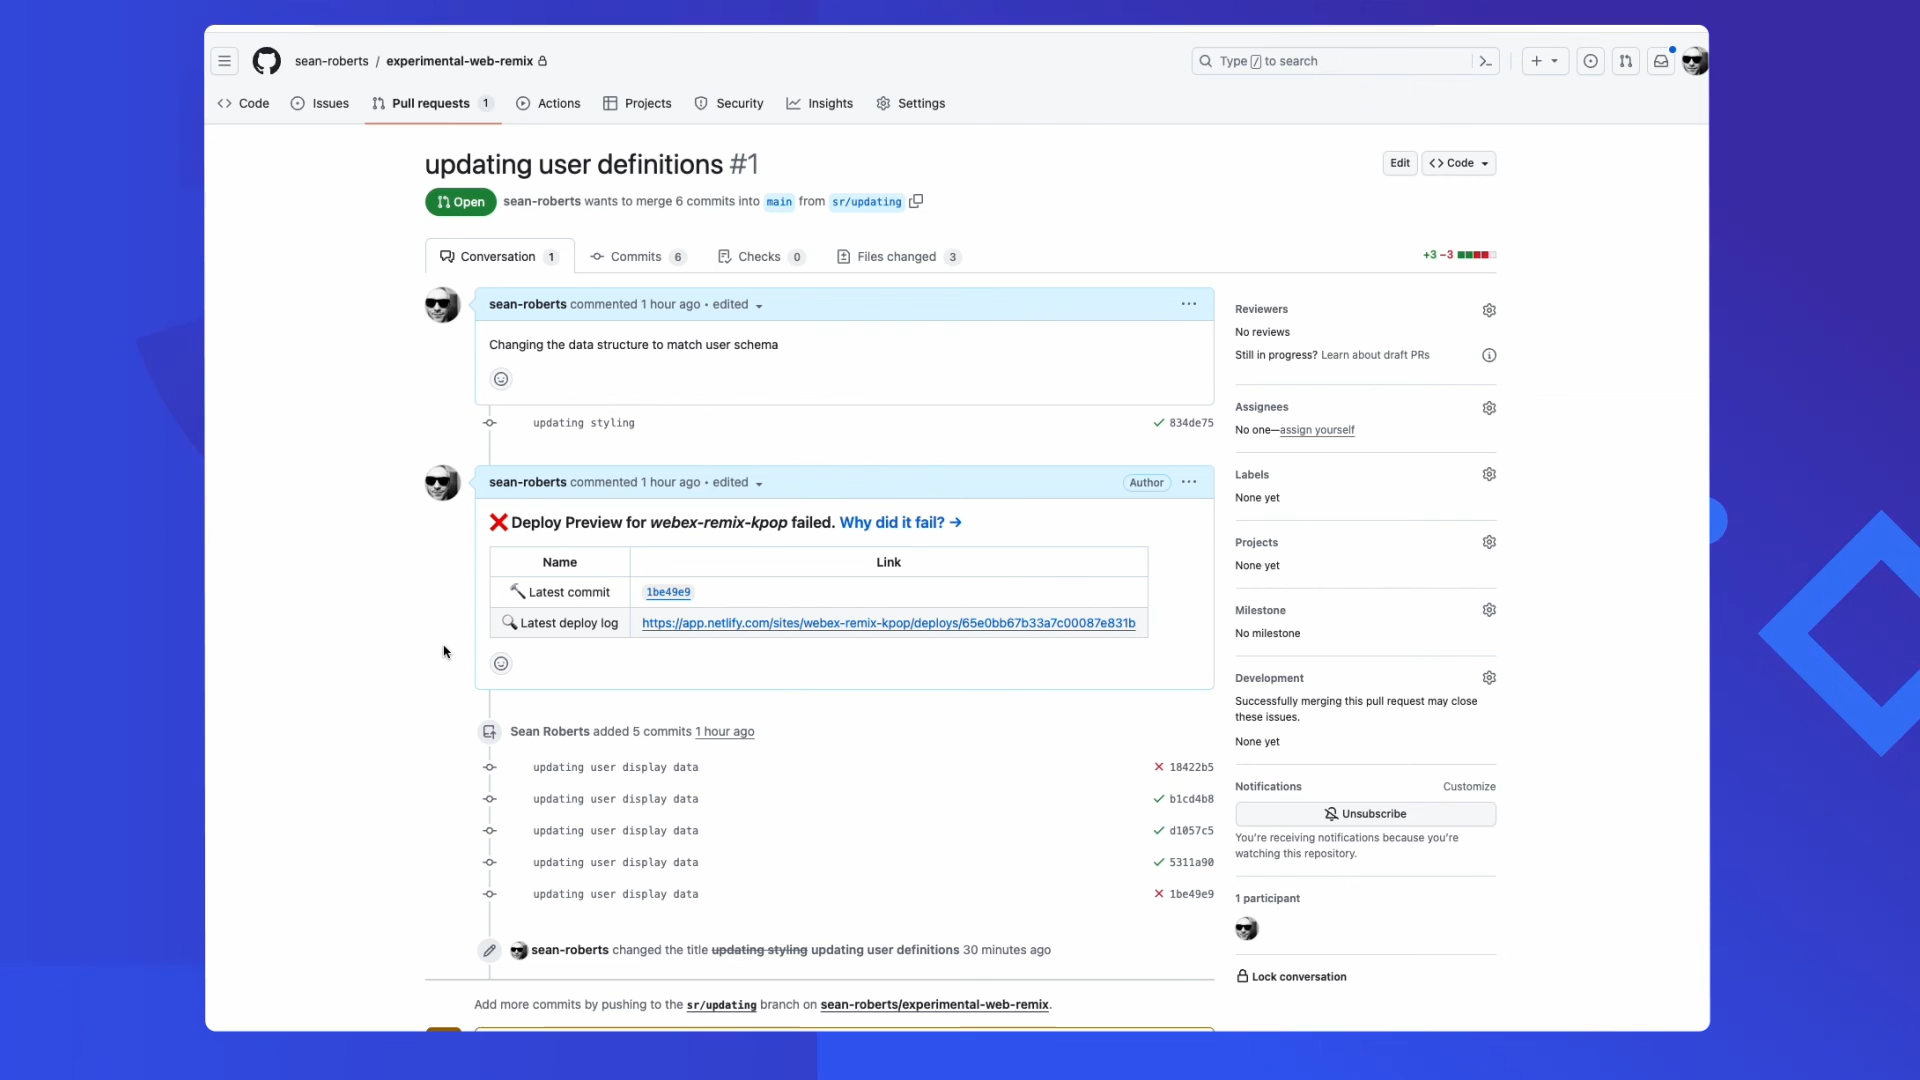 sean-roberts / experimental-web-remix
Type / to search
Code
Issues
Pull requests 1
Actions
Projects
Security
Insights
Settings
updating user definitions #1
Edit
<> Code
Open
sean-roberts wants to merge 6 commits into main from sr/updating
Conversation 1
Commits 6
Checks 0
Files changed 3
+3 −3
sean-roberts commented 1 hour ago • edited
Changing the data structure to match user schema
updating styling 834de75
sean-roberts commented 1 hour ago • edited
Author
❌ Deploy Preview for webex-remix-kpop failed. Why did it fail? →
Name Link
🔨 Latest commit 1be49e9
🔍 Latest deploy log https://app.netlify.com/sites/webex-remix-kpop/deploys/65e0bb67b33a7c00087e831b
Sean Roberts added 5 commits 1 hour ago
updating user display data 18422b5
updating user display data b1cd4b8
updating user display data d1057c5
updating user display data 5311a90
updating user display data 1be49e9
sean-roberts changed the title updating styling updating user definitions 30 minutes ago
Add more commits by pushing to the sr/updating branch on sean-roberts/experimental-web-remix.
Reviewers
No reviews
Still in progress? Learn about draft PRs
Assignees
No one—assign yourself
Labels
None yet
Projects
None yet
Milestone
No milestone
Development
Successfully merging this pull request may close
these issues.
None yet
Notifications
Customize
Unsubscribe
You're receiving notifications because you're
watching this repository.
1 participant
Lock conversation